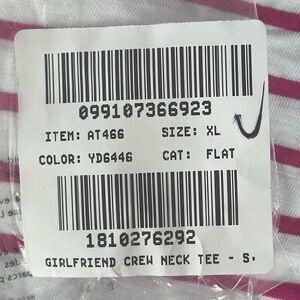 099107366923
ITEM: AT466 SIZE: XL
COLOR: YD6446 CAT: FLAT
1810276292
GIRLFRIEND CREW NECK TEE - S,